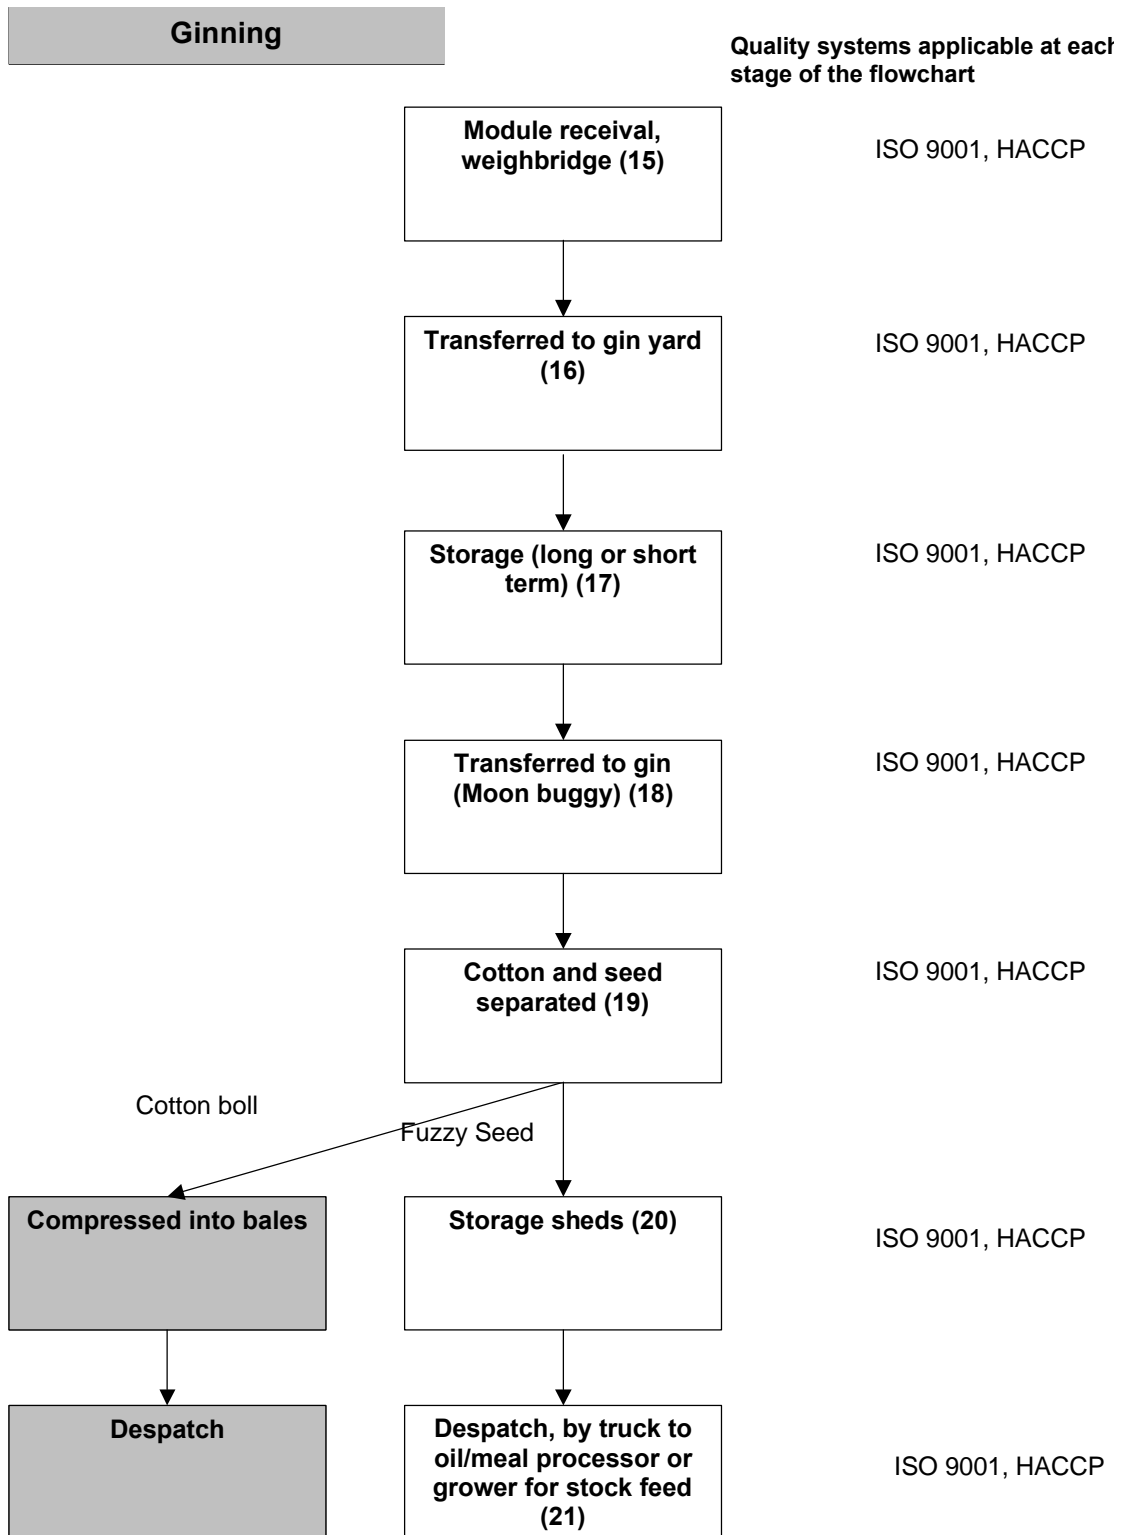 Ginning
Quality systems applicable at each
stage of the flowchart
Module receival,
weighbridge (15)
ISO 9001, HACCP
Transferred to gin yard
(16)
ISO 9001, HACCP
Storage (long or short
term) (17)
ISO 9001, HACCP
Transferred to gin
(Moon buggy) (18)
ISO 9001, HACCP
Cotton and seed
separated (19)
ISO 9001, HACCP
Cotton boll
Fuzzy Seed
Compressed into bales
Storage sheds (20)
ISO 9001, HACCP
Despatch
Despatch, by truck to
oil/meal processor or
grower for stock feed
(21)
ISO 9001, HACCP